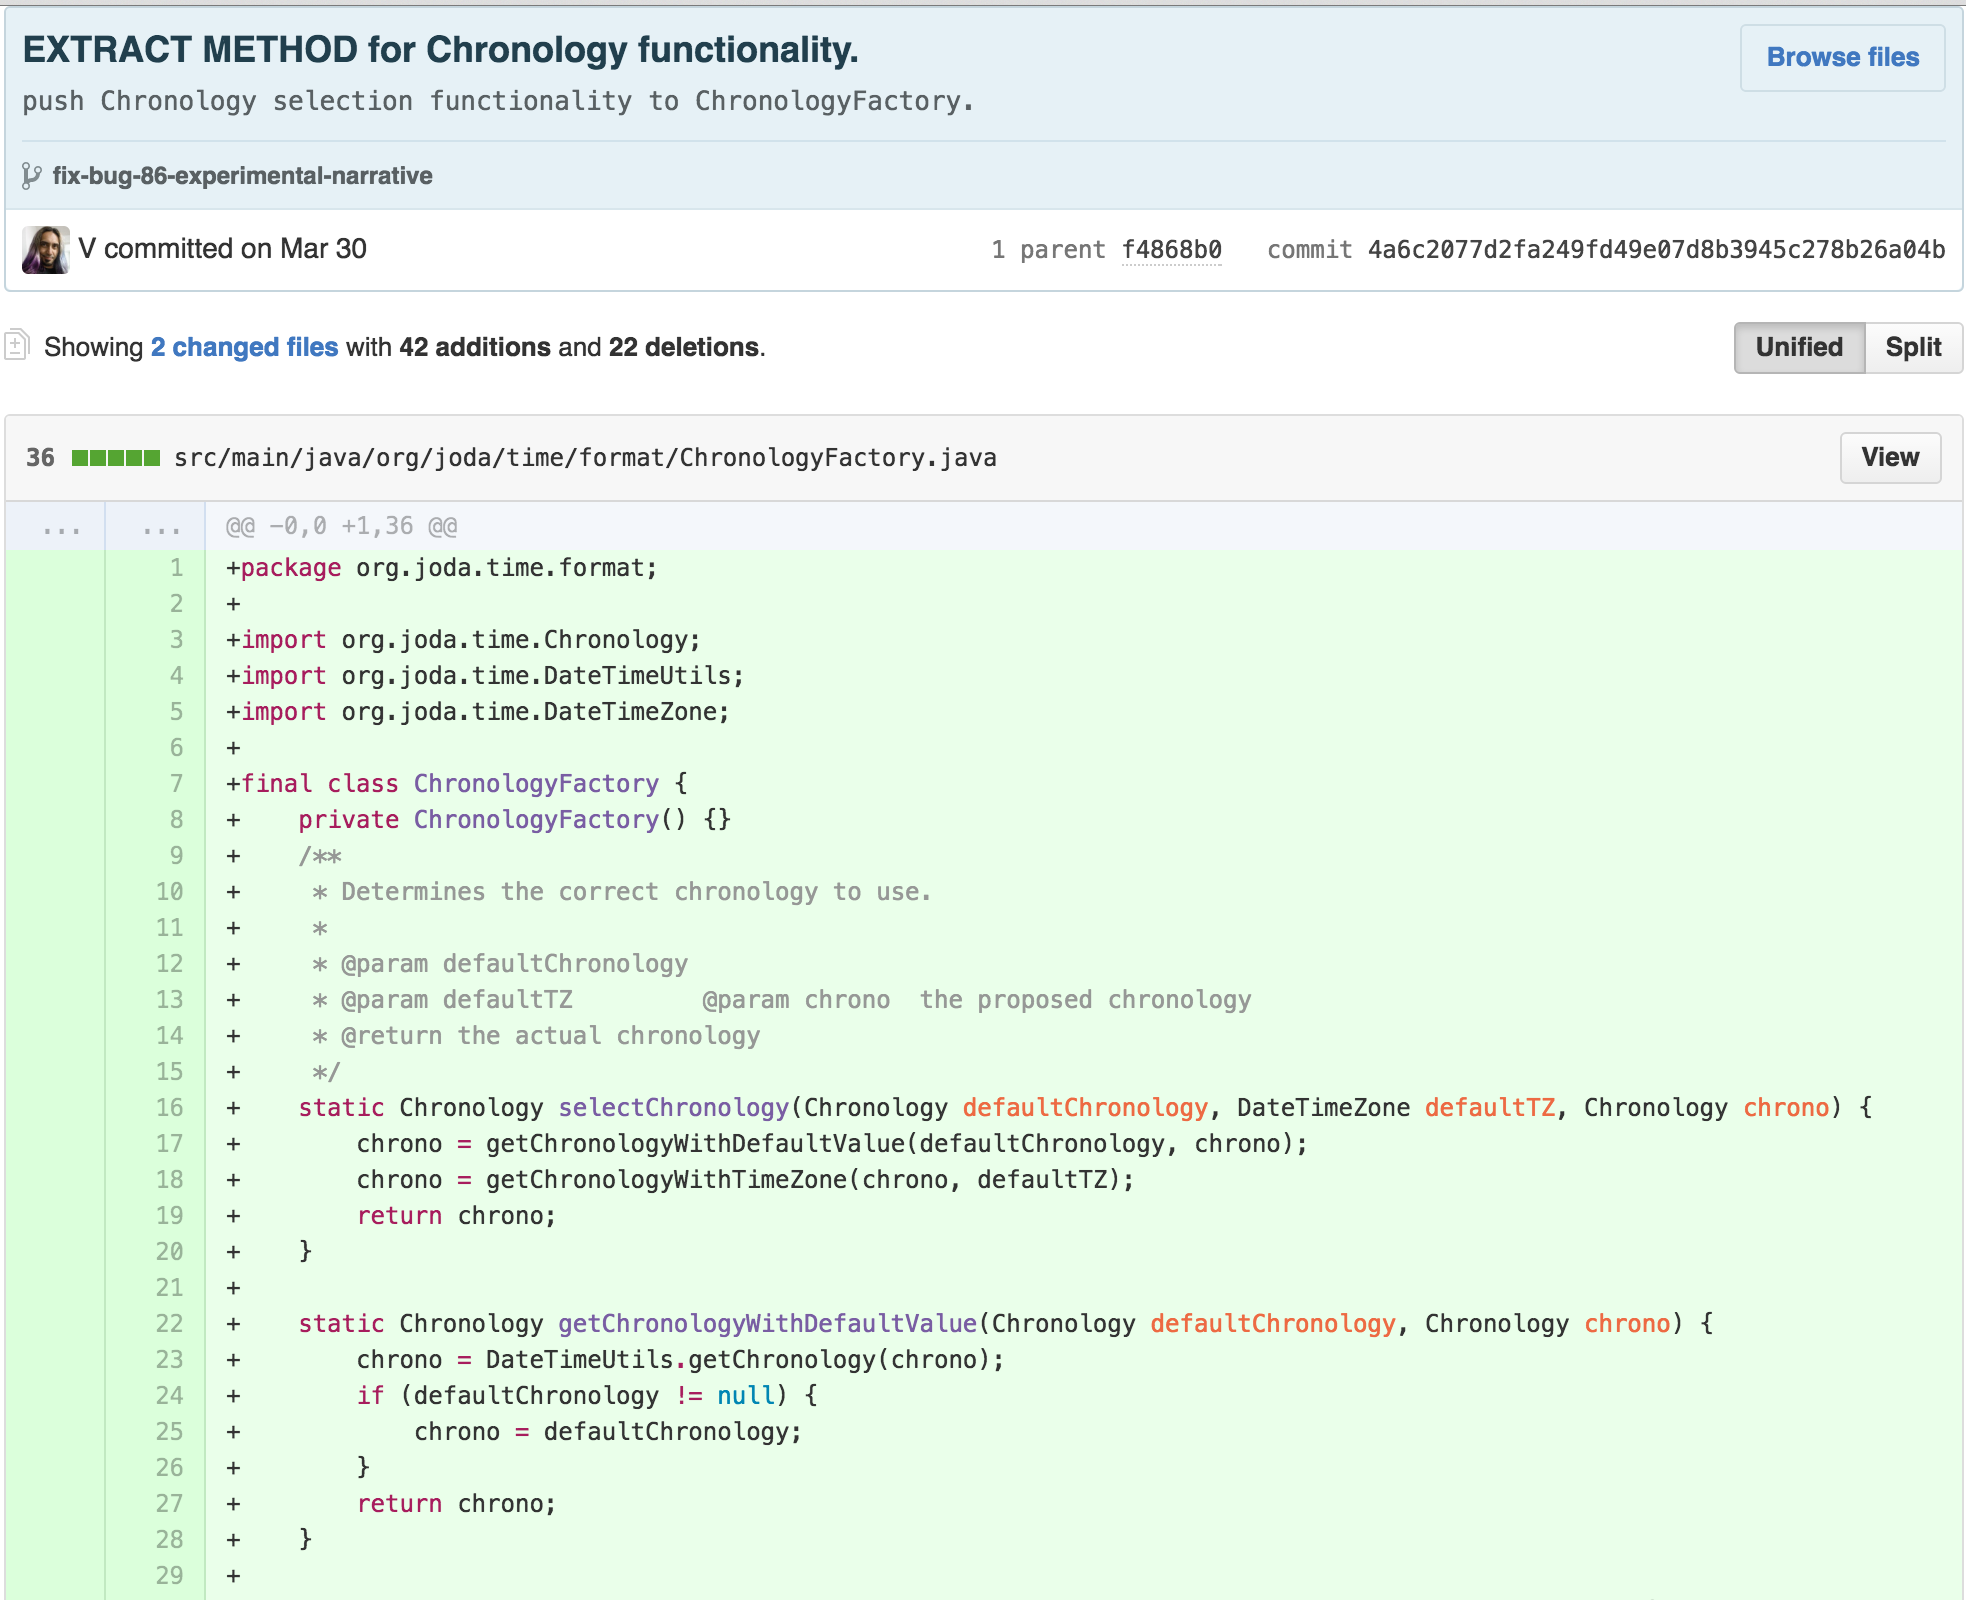 EXTRACT METHOD for Chronology functionality.
Browse files
push Chronology selection functionality to ChronologyFactory.
fix-bug-86-experimental-narrative
V committed on Mar 30
1 parent f4868b0 commit 4a6c2077d2fa249fd49e07d8b3945c278b26a04b
Showing 2 changed files with 42 additions and 22 deletions.
Unified Split
36 src/main/java/org/joda/time/format/ChronologyFactory.java
View
... ... @@ -0,0 +1,36 @@
1 +package org.joda.time.format;
2 +
3 +import org.joda.time.Chronology;
4 +import org.joda.time.DateTimeUtils;
5 +import org.joda.time.DateTimeZone;
6 +
7 +final class ChronologyFactory {
8 +    private ChronologyFactory() {}
9 +    /**
10 +     * Determines the correct chronology to use.
11 +     *
12 +     * @param defaultChronology
13 +     * @param defaultTZ         @param chrono  the proposed chronology
14 +     * @return the actual chronology
15 +     */
16 +    static Chronology selectChronology(Chronology defaultChronology, DateTimeZone defaultTZ, Chronology chrono) {
17 +        chrono = getChronologyWithDefaultValue(defaultChronology, chrono);
18 +        chrono = getChronologyWithTimeZone(chrono, defaultTZ);
19 +        return chrono;
20 +    }
21 +
22 +    static Chronology getChronologyWithDefaultValue(Chronology defaultChronology, Chronology chrono) {
23 +        chrono = DateTimeUtils.getChronology(chrono);
24 +        if (defaultChronology != null) {
25 +            chrono = defaultChronology;
26 +        }
27 +        return chrono;
28 +    }
29 +